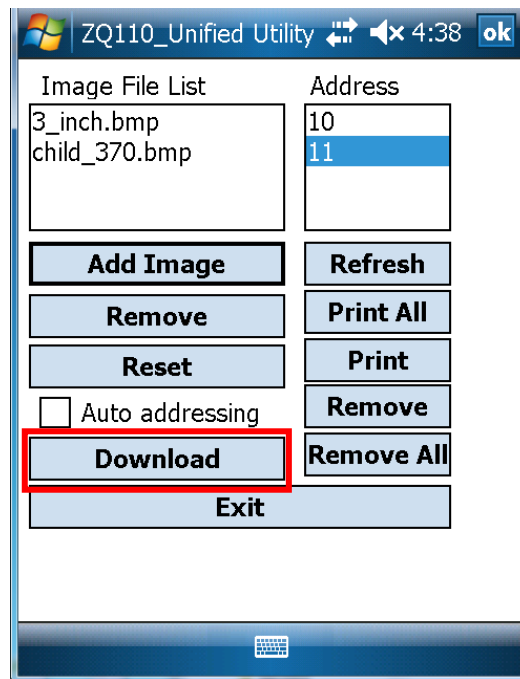 ZQ110_Unified Utility 4:38 ok
Image File List
Address
3_inch.bmp
child_370.bmp
10
11
Add Image
Refresh
Remove
Print All
Reset
Print
Auto addressing
Remove
Download
Remove All
Exit